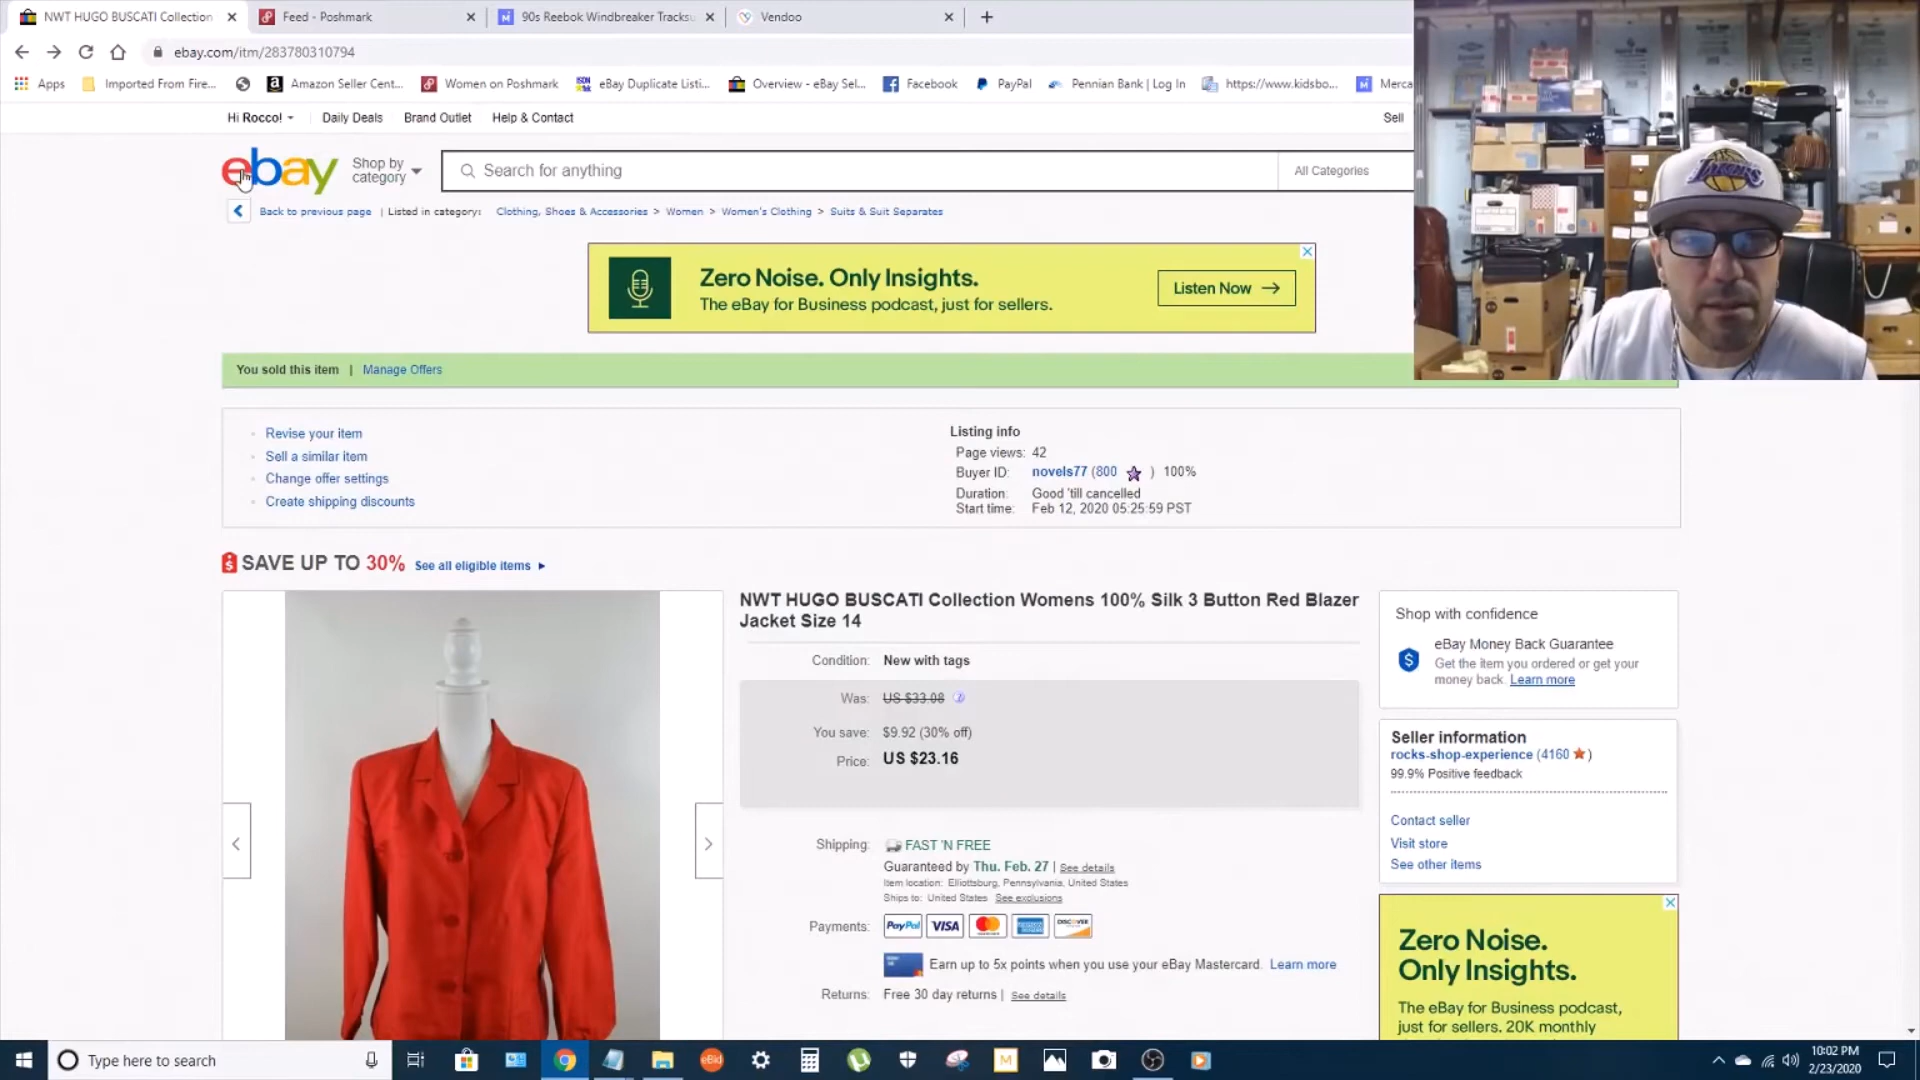 NWT HUGO BUSCATI Collection
Feed - Poshmark
90s Reebok Windbreaker Tracksu
Vendoo
ebay.com/itm/283780310794
Apps
Imported From Fire...
Amazon Seller Cent...
Women on Poshmark
eBay Duplicate Listi...
Overview - eBay Sel...
Facebook
PayPal
Pennian Bank | Log In
https://www.kidsbo...
Merca
Hi Rocco!
Daily Deals
Brand Outlet
Help & Contact
Sell
ebay
Shop by
category
Search for anything
All Categories
Back to previous page | Listed in category: Clothing, Shoes & Accessories > Women > Women's Clothing > Suits & Suit Separates
Zero Noise. Only Insights.
The eBay for Business podcast, just for sellers.
Listen Now →
You sold this item | Manage Offers
Revise your item
Sell a similar item
Change offer settings
Create shipping discounts
Listing info
Page views: 42
Buyer ID: novels77 (800 ) 100%
Duration: Good 'till cancelled
Start time: Feb 12, 2020 05:25:59 PST
SAVE UP TO 30% See all eligible items
NWT HUGO BUSCATI Collection Womens 100% Silk 3 Button Red Blazer
Jacket Size 14
Condition: New with tags
Was: US $33.08
You save: $9.92 (30% off)
Price: US $23.16
Shipping: FAST 'N FREE
Guaranteed by Thu. Feb. 27 | See details
Item location: Elliottsburg, Pennsylvania, United States
Ships to: United States See exclusions
Payments: PayPal VISA DISCOVER
Earn up to 5x points when you use your eBay Mastercard. Learn more
Returns: Free 30 day returns | See details
Shop with confidence
eBay Money Back Guarantee
Get the item you ordered or get your
money back. Learn more
Seller information
rocks-shop-experience (4160 )
99.9% Positive feedback
Contact seller
Visit store
See other items
Zero Noise.
Only Insights.
The eBay for Business podcast,
just for sellers. 20K monthly
Type here to search
eBid
M
10:02 PM
2/23/2020